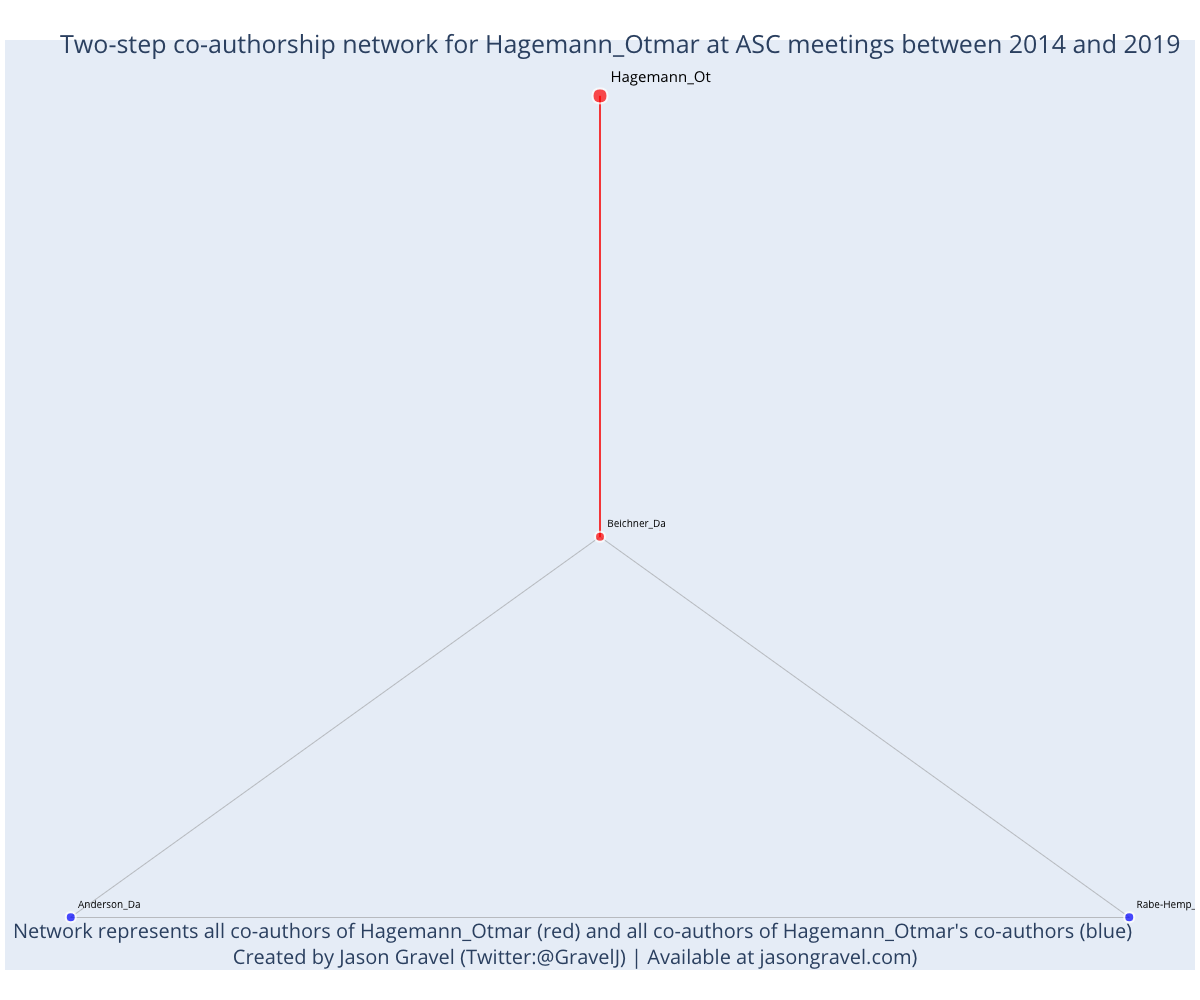 Two-step co-authorship network for Hagemann_Otmar at ASC meetings between 2014 and 2019
Hagemann_Ot
Beichner_Da
Anderson_Da
Rabe-Hemp_
Network represents all co-authors of Hagemann_Otmar (red) and all co-authors of Hagemann_Otmar's co-authors (blue)
Created by Jason Gravel (Twitter:@GravelJ) | Available at jasongravel.com)